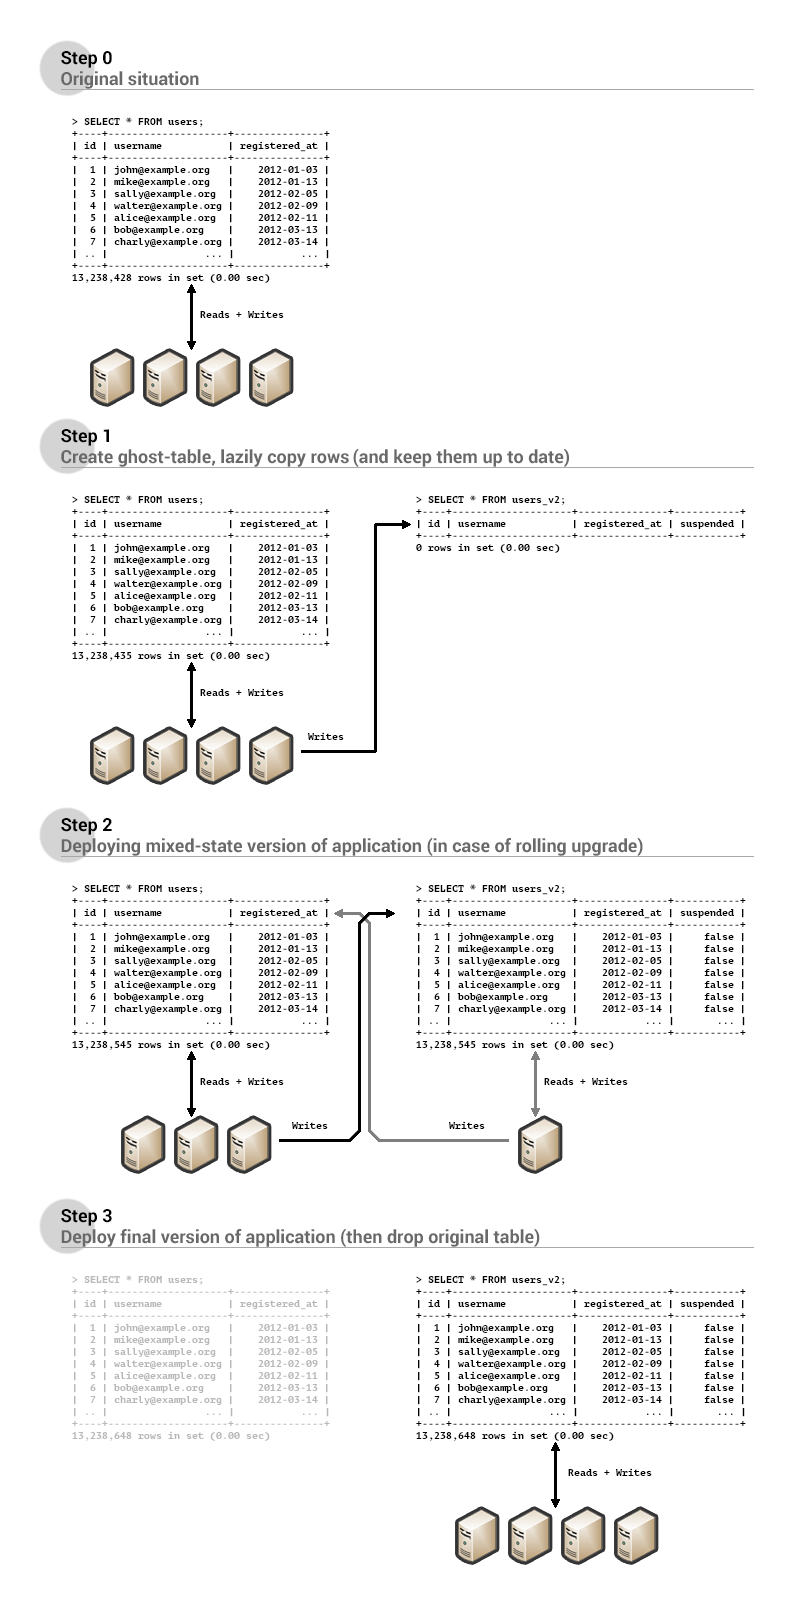 Step 0
Original situation
> SELECT * FROM users;
+----+--------------------+---------------+
| id | username           | registered_at |
+----+--------------------+---------------+
|  1 | john@example.org   |    2012-01-03 |
|  2 | mike@example.org   |    2012-01-13 |
|  3 | sally@example.org  |    2012-02-05 |
|  4 | walter@example.org |    2012-02-09 |
|  5 | alice@example.org  |    2012-02-11 |
|  6 | bob@example.org    |    2012-03-13 |
|  7 | charly@example.org |    2012-03-14 |
| .. |                ... |           ... |
+----+--------------------+---------------+
13,238,428 rows in set (0.00 sec)
Reads + Writes
Step 1
Create ghost-table, lazily copy rows (and keep them up to date)
> SELECT * FROM users;
+----+--------------------+---------------+
| id | username           | registered_at |
+----+--------------------+---------------+
|  1 | john@example.org   |    2012-01-03 |
|  2 | mike@example.org   |    2012-01-13 |
|  3 | sally@example.org  |    2012-02-05 |
|  4 | walter@example.org |    2012-02-09 |
|  5 | alice@example.org  |    2012-02-11 |
|  6 | bob@example.org    |    2012-03-13 |
|  7 | charly@example.org |    2012-03-14 |
| .. |                ... |           ... |
+----+--------------------+---------------+
13,238,435 rows in set (0.00 sec)
> SELECT * FROM users_v2;
+----+--------------------+---------------+-----------+
| id | username           | registered_at | suspended |
+----+--------------------+---------------+-----------+
0 rows in set (0.00 sec)
Reads + Writes
Writes
Step 2
Deploying mixed-state version of application (in case of rolling upgrade)
> SELECT * FROM users;
+----+--------------------+---------------+
| id | username           | registered_at |
+----+--------------------+---------------+
|  1 | john@example.org   |    2012-01-03 |
|  2 | mike@example.org   |    2012-01-13 |
|  3 | sally@example.org  |    2012-02-05 |
|  4 | walter@example.org |    2012-02-09 |
|  5 | alice@example.org  |    2012-02-11 |
|  6 | bob@example.org    |    2012-03-13 |
|  7 | charly@example.org |    2012-03-14 |
| .. |                ... |           ... |
+----+--------------------+---------------+
13,238,545 rows in set (0.00 sec)
> SELECT * FROM users_v2;
+----+--------------------+---------------+-----------+
| id | username           | registered_at | suspended |
+----+--------------------+---------------+-----------+
|  1 | john@example.org   |    2012-01-03 |     false |
|  2 | mike@example.org   |    2012-01-13 |     false |
|  3 | sally@example.org  |    2012-02-05 |     false |
|  4 | walter@example.org |    2012-02-09 |     false |
|  5 | alice@example.org  |    2012-02-11 |     false |
|  6 | bob@example.org    |    2012-03-13 |     false |
|  7 | charly@example.org |    2012-03-14 |     false |
| .. |                ... |           ... |       ... |
+----+--------------------+---------------+-----------+
13,238,545 rows in set (0.00 sec)
Reads + Writes
Reads + Writes
Writes
Writes
Step 3
Deploy final version of application (then drop original table)
> SELECT * FROM users;
+----+--------------------+---------------+
| id | username           | registered_at |
+----+--------------------+---------------+
|  1 | john@example.org   |    2012-01-03 |
|  2 | mike@example.org   |    2012-01-13 |
|  3 | sally@example.org  |    2012-02-05 |
|  4 | walter@example.org |    2012-02-09 |
|  5 | alice@example.org  |    2012-02-11 |
|  6 | bob@example.org    |    2012-03-13 |
|  7 | charly@example.org |    2012-03-14 |
| .. |                ... |           ... |
+----+--------------------+---------------+
13,238,648 rows in set (0.00 sec)
> SELECT * FROM users_v2;
+----+--------------------+---------------+-----------+
| id | username           | registered_at | suspended |
+----+--------------------+---------------+-----------+
|  1 | john@example.org   |    2012-01-03 |     false |
|  2 | mike@example.org   |    2012-01-13 |     false |
|  3 | sally@example.org  |    2012-02-05 |     false |
|  4 | walter@example.org |    2012-02-09 |     false |
|  5 | alice@example.org  |    2012-02-11 |     false |
|  6 | bob@example.org    |    2012-03-13 |     false |
|  7 | charly@example.org |    2012-03-14 |     false |
| .. |                ... |           ... |       ... |
+----+--------------------+---------------+-----------+
13,238,648 rows in set (0.00 sec)
Reads + Writes